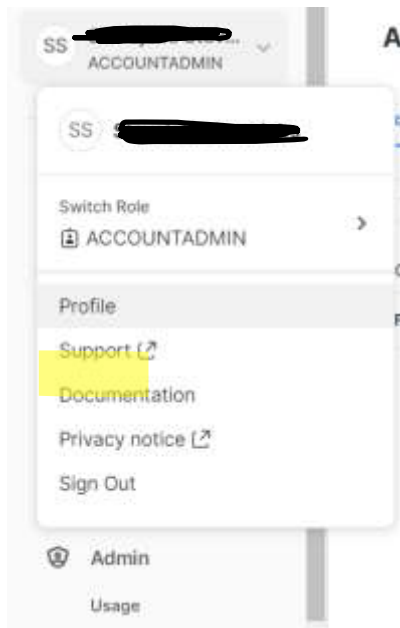 SS
ACCOUNTADMIN
A
SS
Switch Role
ACCOUNTADMIN
Profile
Support
Documentation
Privacy notice
Sign Out
Admin
Usage